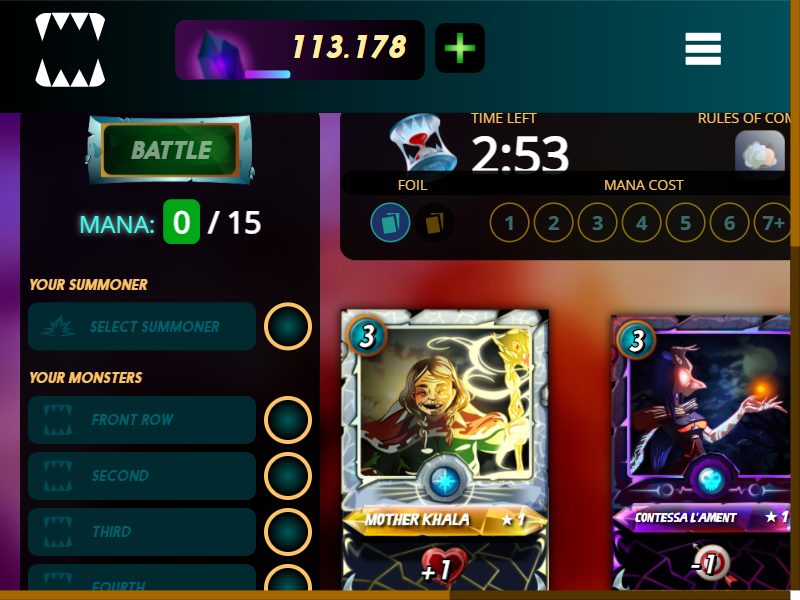 113.178
BATTLE
MANA: 0 / 15
YOUR SUMMONER
SELECT SUMMONER
YOUR MONSTERS
FRONT ROW
SECOND
THIRD
FOURTH
TIME LEFT
2:53
RULES OF COM
FOIL
MANA COST
1 2 3 4 5 6 7+
3
MOTHER KHALA ★ 1
+1
3
CONTESSA L'AMENT ★ 1
-1